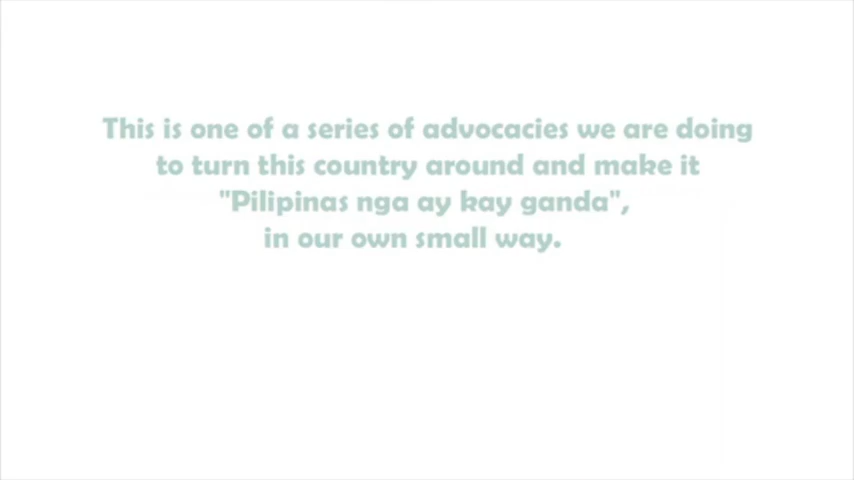 This is one of a series of advocacies we are doing
to turn this country around and make it
"Pilipinas nga ay kay ganda",
in our own small way.